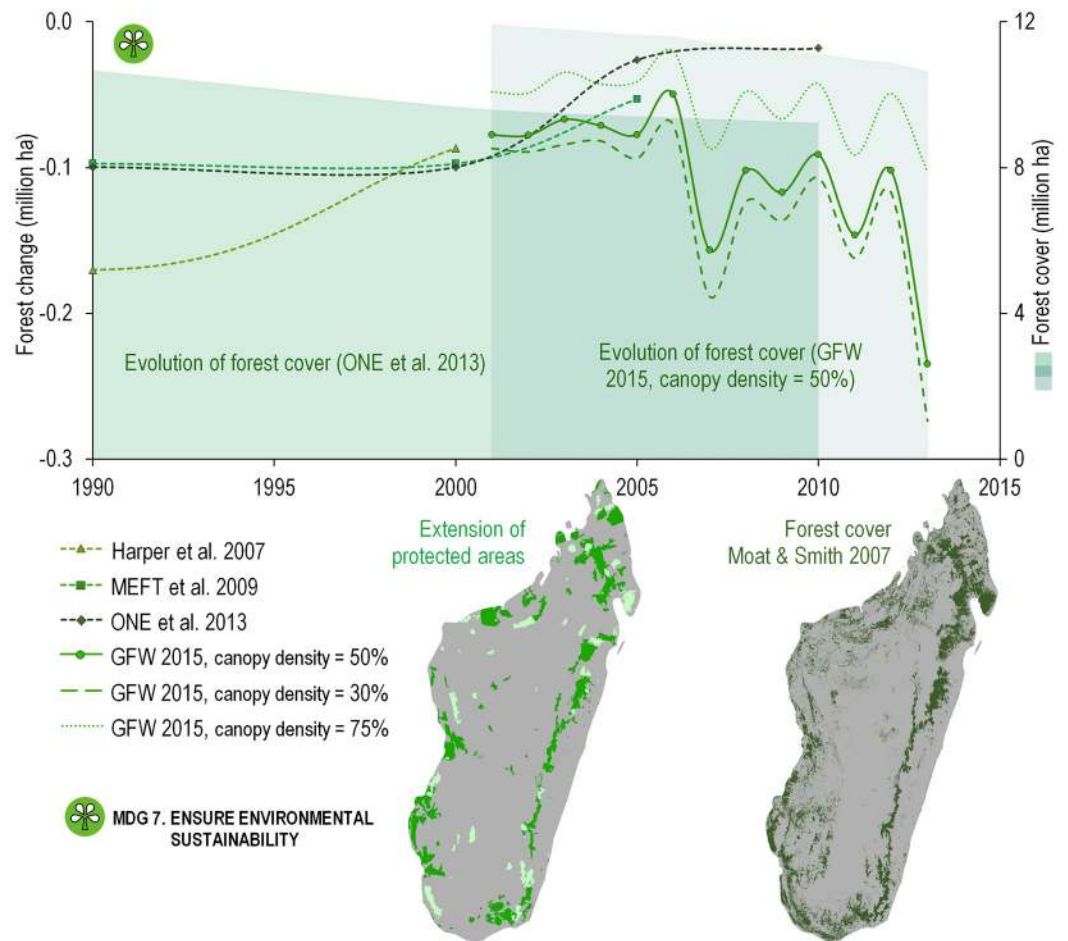 0.0
-0.1
-0.2
-0.3
Forest change (million ha)
12
8
4
0
Forest cover (million ha)
Evolution of forest cover (ONE et al. 2013)
Evolution of forest cover (GFW
2015, canopy density = 50%)
1990
1995
2000
2005
2010
2015
Harper et al. 2007
MEFT et al. 2009
ONE et al. 2013
GFW 2015, canopy density = 50%
GFW 2015, canopy density = 30%
GFW 2015, canopy density = 75%
MDG 7. ENSURE ENVIRONMENTAL
SUSTAINABILITY
Extension of
protected areas
Forest cover
Moat & Smith 2007